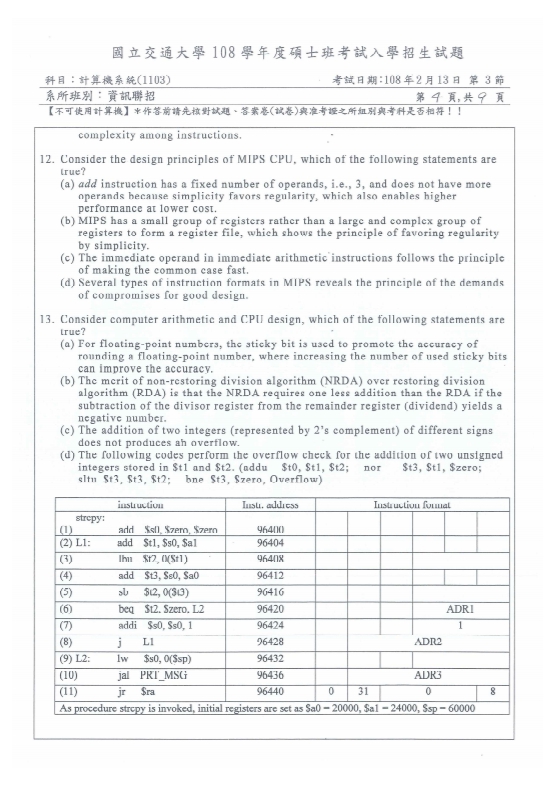 國立交通大學 108 學年度碩士班考試入學招生試題
科目：計算機系統(1103) 考試日期：108 年 2 月 13 日 第 3 節
系所班別：資訊聯招 第 4 頁,共 9 頁
【不可使用計算機】＊作答前請先核對試題、答案卷(試卷)與准考證之所組別與考科是否相符！！
complexity among instructions.
12. Consider the design principles of MIPS CPU, which of the following statements are
true?
(a) add instruction has a fixed number of operands, i.e., 3, and does not have more
operands because simplicity favors regularity, which also enables higher
performance at lower cost.
(b) MIPS has a small group of registers rather than a large and complex group of
registers to form a register file, which shows the principle of favoring regularity
by simplicity.
(c) The immediate operand in immediate arithmetic instructions follows the principle
of making the common case fast.
(d) Several types of instruction formats in MIPS reveals the principle of the demands
of compromises for good design.
13. Consider computer arithmetic and CPU design, which of the following statements are
true?
(a) For floating-point numbers, the sticky bit is used to promote the accuracy of
rounding a floating-point number, where increasing the number of used sticky bits
can improve the accuracy.
(b) The merit of non-restoring division algorithm (NRDA) over restoring division
algorithm (RDA) is that the NRDA requires one less addition than the RDA if the
subtraction of the divisor register from the remainder register (dividend) yields a
negative number.
(c) The addition of two integers (represented by 2's complement) of different signs
does not produces an overflow.
(d) The following codes perform the overflow check for the addition of two unsigned
integers stored in $t1 and $t2. (addu $t0, $t1, $t2; nor $t3, $t1, $zero;
sltu $t3, $t3, $t2; bne $t3, $zero, Overflow)
instruction Instr. address Instruction format
strcpy:
(1) add $s0, $zero, $zero 96400
(2) L1: add $t1, $s0, $a1 96404
(3) lbu $t2, 0($t1) 96408
(4) add $t3, $s0, $a0 96412
(5) sb $t2, 0($t3) 96416
(6) beq $t2, $zero, L2 96420 ADR1
(7) addi $s0, $s0, 1 96424 1
(8) j L1 96428 ADR2
(9) L2: lw $s0, 0($sp) 96432
(10) jal PRT_MSG 96436 ADR3
(11) jr $ra 96440 0 31 0 8
As procedure strcpy is invoked, initial registers are set as $a0 = 20000, $a1 = 24000, $sp = 60000